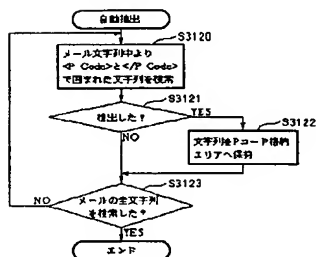 自動抽出
S3120
メール文字列中より
<P Code>と</P Code>
で囲まれた文字列を検索
S3121
検出した?
YES
S3122
文字列をPコード格納
エリアへ保持
NO
S3123
メールの全文字列
を検索した?
NO
YES
エンド